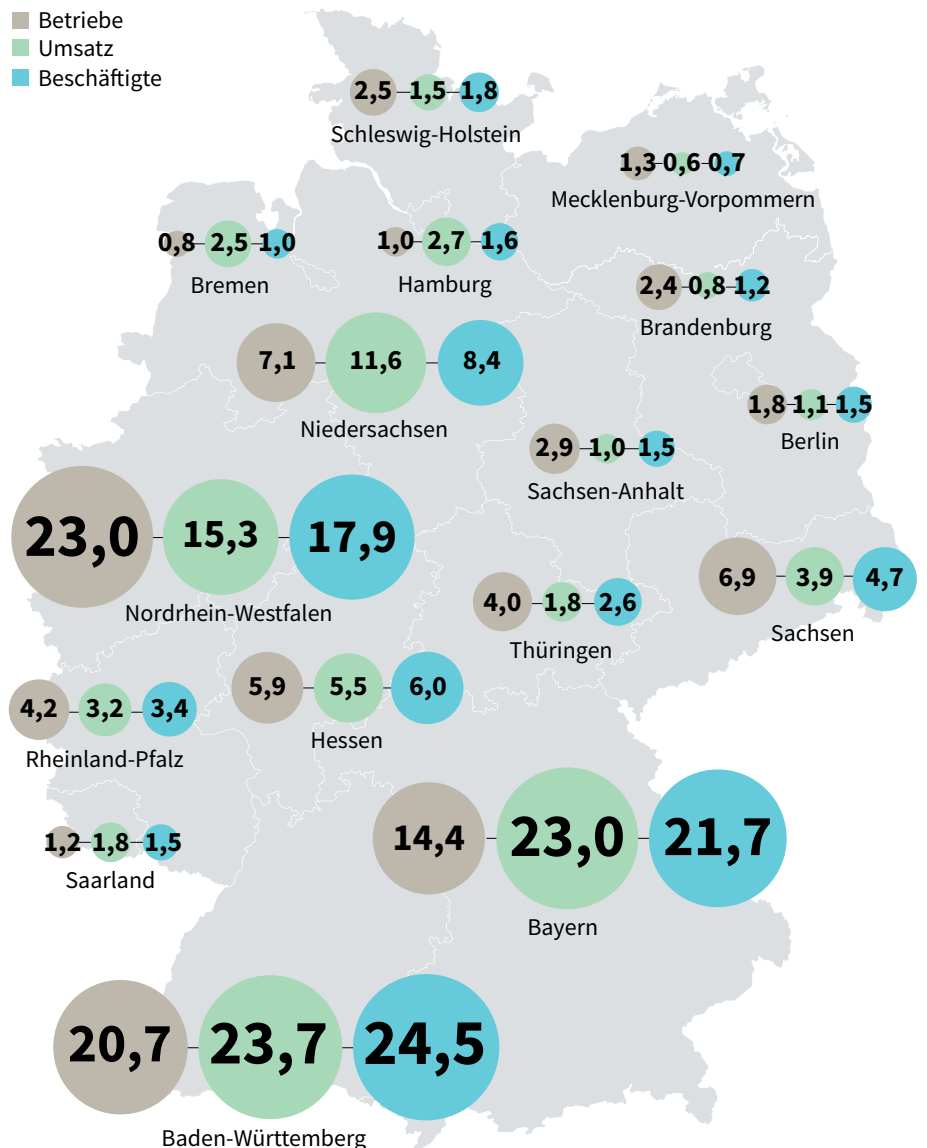 Betriebe
Umsatz
Beschäftigte
2,5 1,5 1,8
Schleswig-Holstein
1,3 0,6 0,7
Mecklenburg-Vorpommern
0,8 2,5 1,0
Bremen
1,0 2,7 1,6
Hamburg
2,4 0,8 1,2
Brandenburg
7,1 11,6 8,4
Niedersachsen
1,8 1,1 1,5
Berlin
2,9 1,0 1,5
Sachsen-Anhalt
23,0 15,3 17,9
Nordrhein-Westfalen
6,9 3,9 4,7
Sachsen
4,0 1,8 2,6
Thüringen
5,9 5,5 6,0
Hessen
4,2 3,2 3,4
Rheinland-Pfalz
14,4 23,0 21,7
Bayern
1,2 1,8 1,5
Saarland
20,7 23,7 24,5
Baden-Württemberg